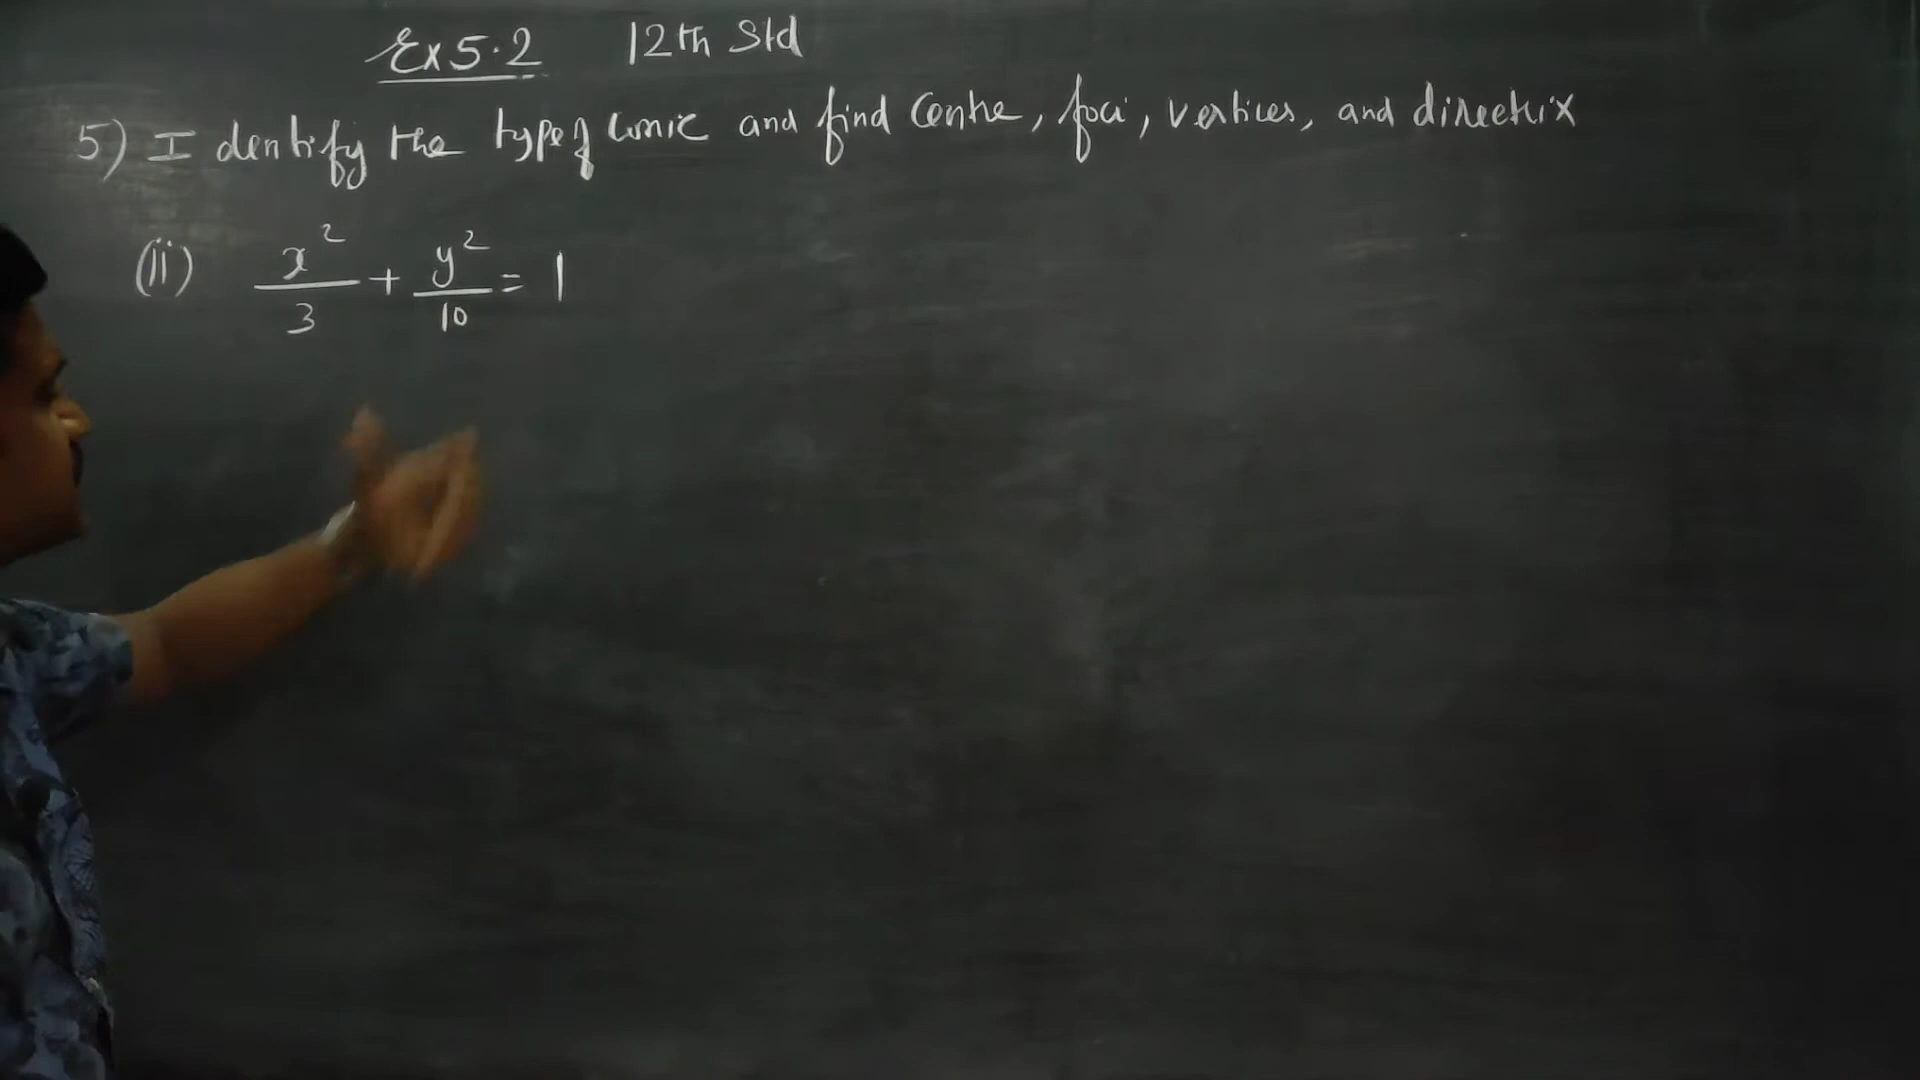 Ex 5.2 12th Std
5) Identify the type of conic and find centre, foci, vertices, and directrix
(ii) x²/3 + y²/10 = 1